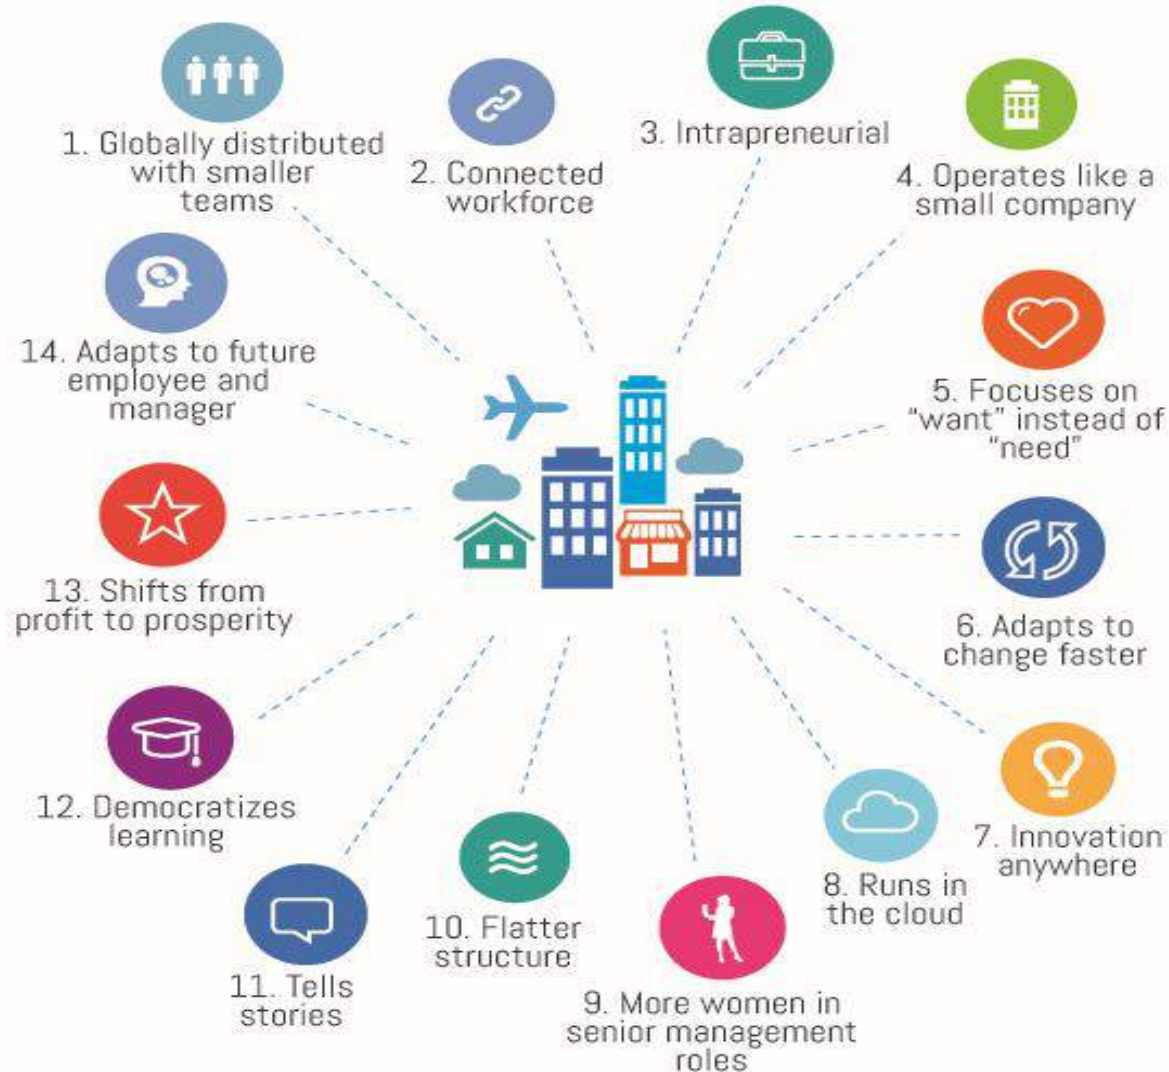 1. Globally distributed
with smaller
teams
2. Connected
workforce
3. Intrapreneurial
4. Operates like a
small company
5. Focuses on
“want” instead of
“need”
6. Adapts to
change faster
7. Innovation
anywhere
8. Runs in
the cloud
9. More women in
senior management
roles
10. Flatter
structure
11. Tells
stories
12. Democratizes
learning
13. Shifts from
profit to prosperity
14. Adapts to future
employee and
manager